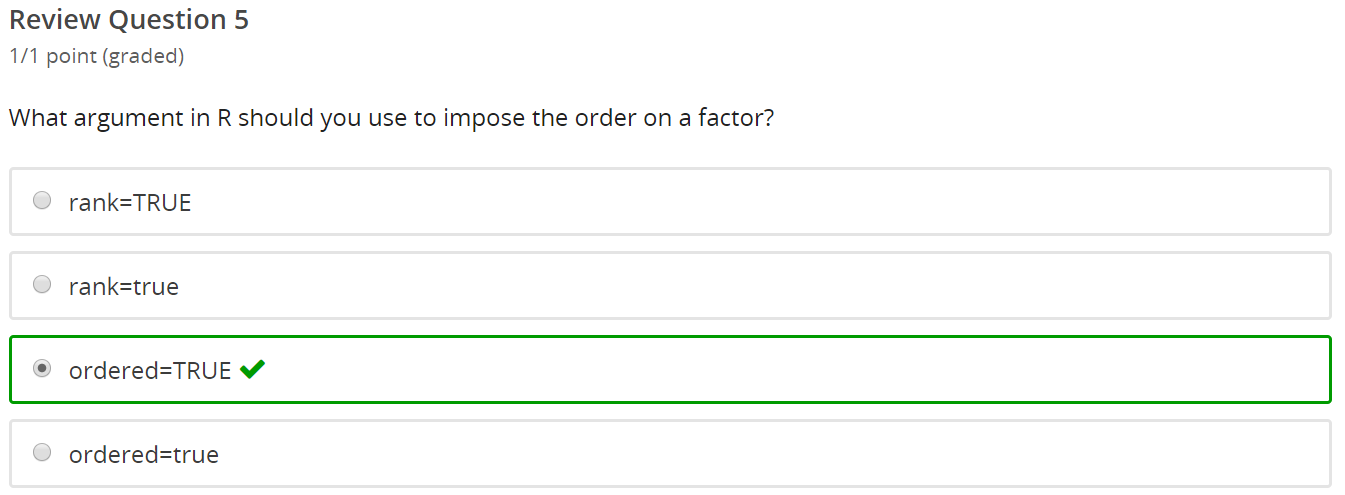 Review Question 5
1/1 point (graded)
What argument in R should you use to impose the order on a factor?
rank=TRUE
rank=true
ordered=TRUE
ordered=true